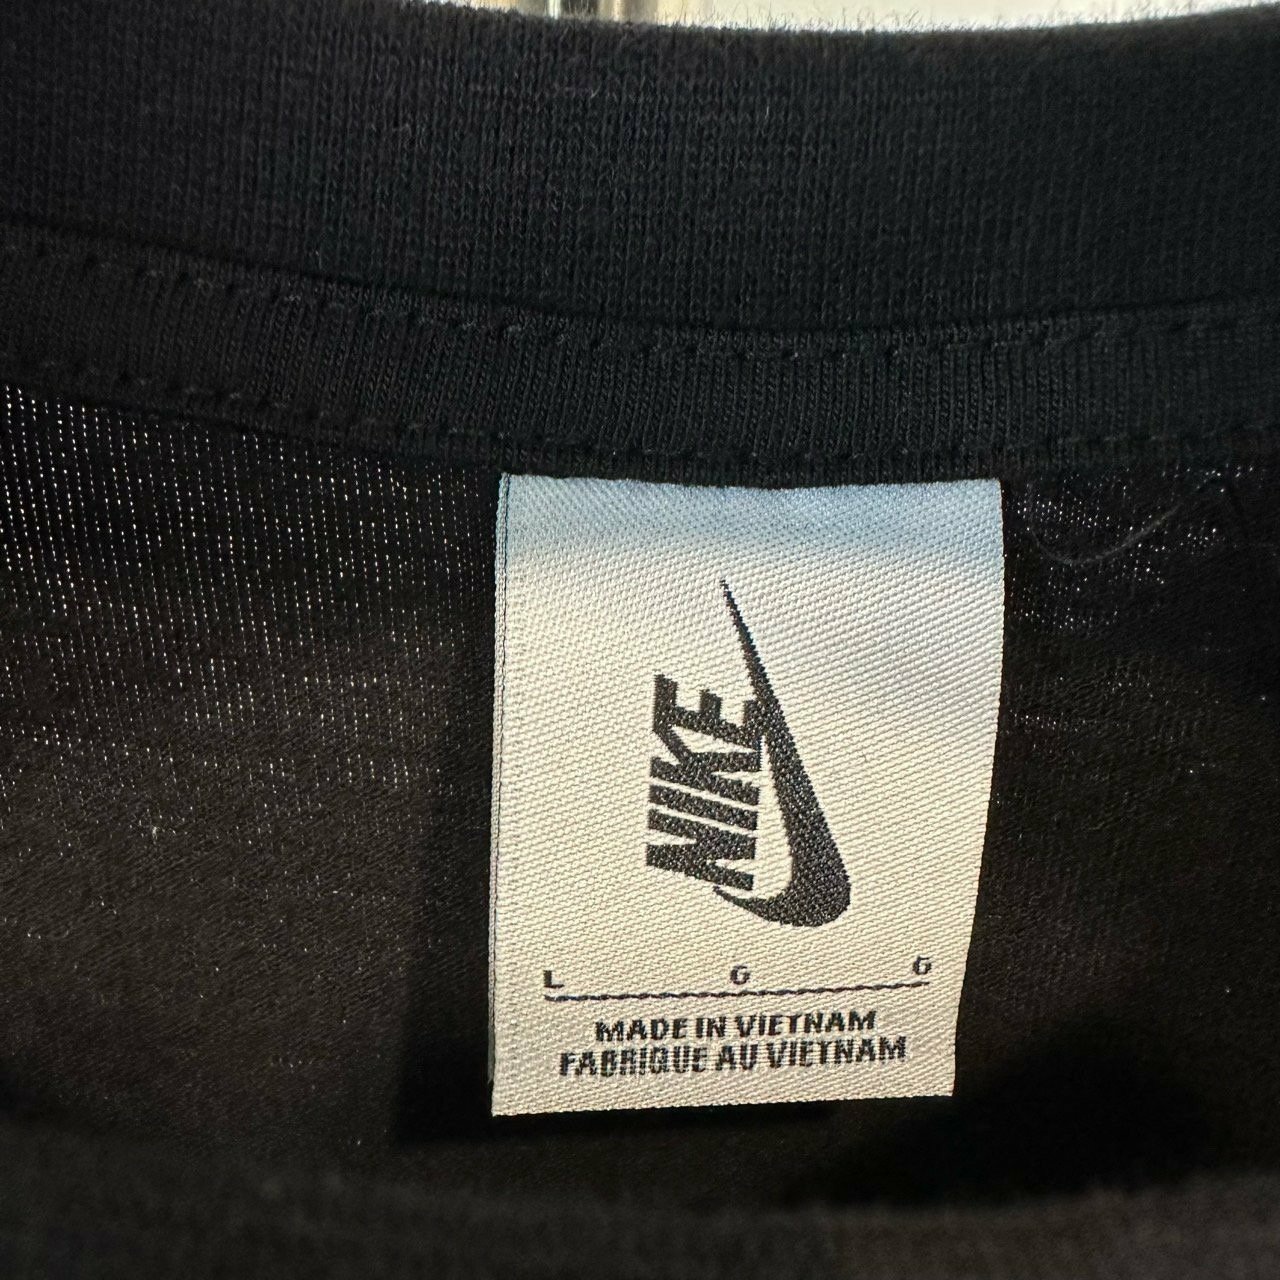 NIKE
L G G
MADE IN VIETNAM
FABRIQUE AU VIETNAM